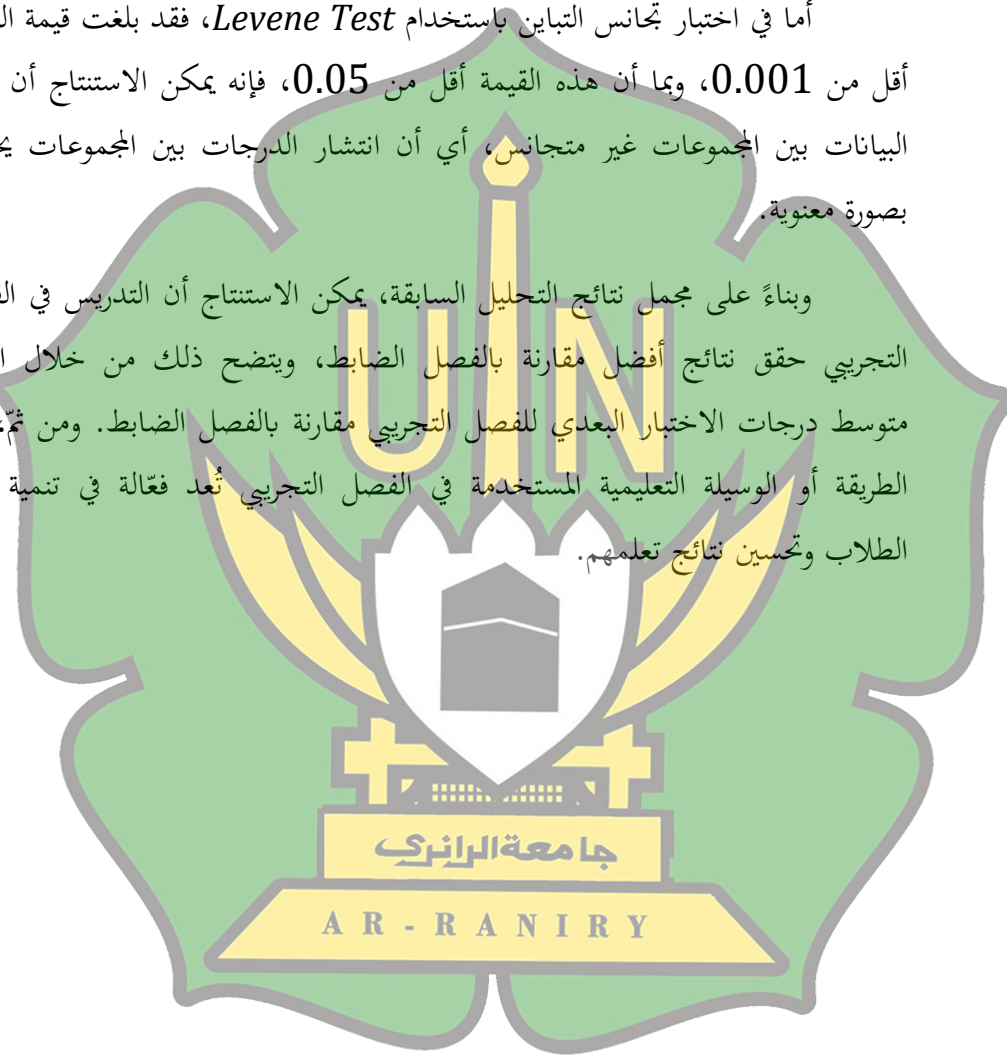 أما في اختبار تجانس التباين باستخدام Levene Test، فقد بلغت قيمة
أقل من 0.001، وبما أن هذه القيمة أقل من 0.05، فإنه يمكن الاستنتاج أن
البيانات بين المجموعات غير متجانس، أي أن انتشار الدرجات بين المجموعات
بصورة معنوية.
وبناءً على مجمل نتائج التحليل السابقة، يمكن الاستنتاج أن التدريس في
التجريبي حقق نتائج أفضل مقارنة بالفصل الضابط، ويتضح ذلك من خلال
متوسط درجات الاختبار البعدي للفصل التجريبي مقارنة بالفصل الضابط. ومن ثمّ،
الطريقة أو الوسيلة التعليمية المستخدمة في الفصل التجريبي تُعد فعّالة في تنمية
الطلاب وتحسين نتائج تعلمهم.
UIN
جامعة الرانري
AR-RANIRY